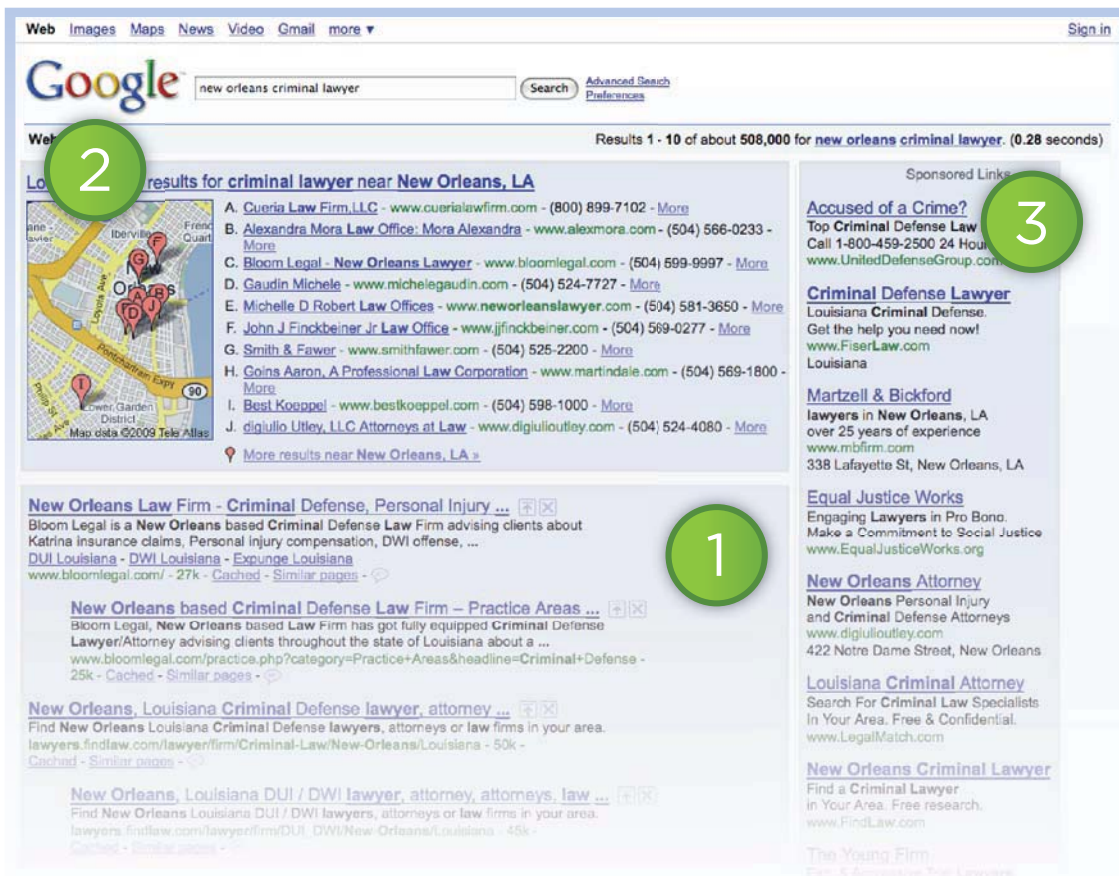 Web Images Maps News Video Gmail more ▼ Sign in
Google new orleans criminal lawyer Search Advanced Search
Preferences
Web Results 1 - 10 of about 508,000 for new orleans criminal lawyer. (0.28 seconds)
2
results for criminal lawyer near New Orleans, LA
Iberville
French
Quart
New
Orleans
Loyola Ave
Pontchartrain Expy
90
Philip St
Lower Garden
District
Map data ©2009 Tele Atlas
F
G
A
B
D
J
I
A. Cueria Law Firm,LLC - www.cuerialawfirm.com - (800) 899-7102 - More
B. Alexandra Mora Law Office: Mora Alexandra - www.alexmora.com - (504) 566-0233 -
More
C. Bloom Legal - New Orleans Lawyer - www.bloomlegal.com - (504) 599-9997 - More
D. Gaudin Michele - www.michelegaudin.com - (504) 524-7727 - More
E. Michelle D Robert Law Offices - www.neworleanslawyer.com - (504) 581-3650 - More
F. John J Finckbeiner Jr Law Office - www.jjfinckbeiner.com - (504) 569-0277 - More
G. Smith & Fawer - www.smithfawer.com - (504) 525-2200 - More
H. Goins Aaron, A Professional Law Corporation - www.martindale.com - (504) 569-1800 -
More
I. Best Koeppel - www.bestkoeppel.com - (504) 598-1000 - More
J. digiulio Utley, LLC Attorneys at Law - www.digiulioutley.com - (504) 524-4080 - More
More results near New Orleans, LA »
1
New Orleans Law Firm - Criminal Defense, Personal Injury ...
Bloom Legal is a New Orleans based Criminal Defense Law Firm advising clients about
Katrina insurance claims, Personal injury compensation, DWI offense, ...
DUI Louisiana - DWI Louisiana - Expunge Louisiana
www.bloomlegal.com/ - 27k - Cached - Similar pages -
New Orleans based Criminal Defense Law Firm – Practice Areas ...
Bloom Legal, New Orleans based Law Firm has got fully equipped Criminal Defense
Lawyer/Attorney advising clients throughout the state of Louisiana about a ...
www.bloomlegal.com/practice.php?category=Practice+Areas&headline=Criminal+Defense -
25k - Cached - Similar pages -
New Orleans, Louisiana Criminal Defense lawyer, attorney ...
Find New Orleans Louisiana Criminal Defense lawyers, attorneys or law firms in your area.
lawyers.findlaw.com/lawyer/firm/Criminal-Law/New-Orleans/Louisiana - 50k -
Cached - Similar pages -
New Orleans, Louisiana DUI / DWI lawyer, attorney, attorneys, law ...
Find New Orleans Louisiana DUI / DWI lawyers, attorneys or law firms in your area.
lawyers.findlaw.com/lawyer/firm/DUI_DWI/New-Orleans/Louisiana - 45k -
Cached - Similar pages -
Sponsored Links
3
Accused of a Crime?
Top Criminal Defense Law
Call 1-800-459-2500 24 Hour
www.UnitedDefenseGroup.com
Criminal Defense Lawyer
Louisiana Criminal Defense.
Get the help you need now!
www.FiserLaw.com
Louisiana
Martzell & Bickford
lawyers in New Orleans, LA
over 25 years of experience
www.mbfirm.com
338 Lafayette St, New Orleans, LA
Equal Justice Works
Engaging Lawyers in Pro Bono.
Make a Commitment to Social Justice
www.EqualJusticeWorks.org
New Orleans Attorney
New Orleans Personal Injury
and Criminal Defense Attorneys
www.digiulioutley.com
422 Notre Dame Street, New Orleans
Louisiana Criminal Attorney
Search For Criminal Law Specialists
In Your Area. Free & Confidential.
www.LegalMatch.com
New Orleans Criminal Lawyer
Find a Criminal Lawyer
in Your Area. Free research.
www.FindLaw.com
The Young Firm